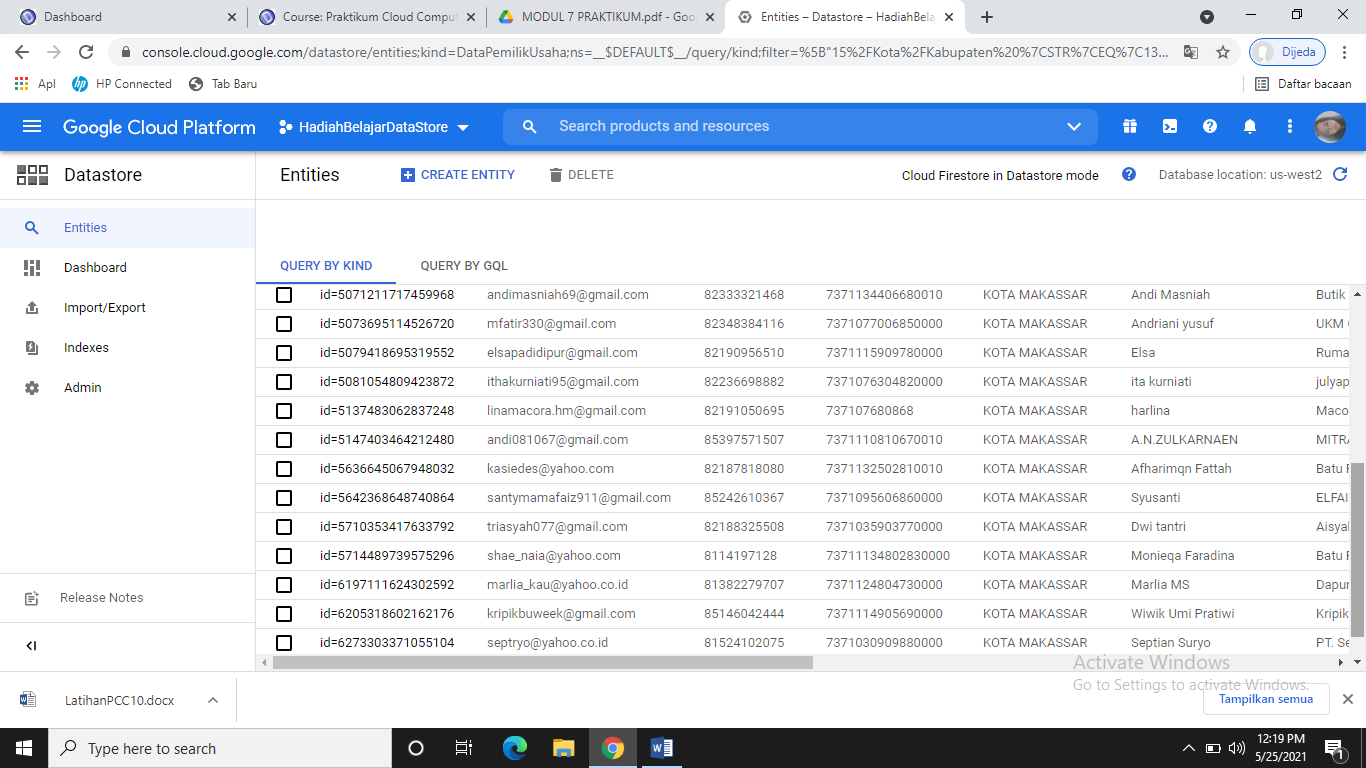 Dashboard
Course: Praktikum Cloud Comput
MODUL 7 PRAKTIKUM.pdf - Goo
Entities – Datastore – HadiahBela
console.cloud.google.com/datastore/entities;kind=DataPemilikUsaha;ns=__$DEFAULT$__/query/kind;filter=%5B"15%2FKota%2FKabupaten%20%7CSTR%7CEQ%7C13...
Dijeda
Apl
HP Connected
Tab Baru
Daftar bacaan
Google Cloud Platform
HadiahBelajarDataStore
Search products and resources
Datastore
Entities
CREATE ENTITY
DELETE
Cloud Firestore in Datastore mode
Database location: us-west2
Entities
Dashboard
Import/Export
Indexes
Admin
Release Notes
QUERY BY KIND
QUERY BY GQL
id=5071211717459968 andimasniah69@gmail.com 82333321468 7371134406680010 KOTA MAKASSAR Andi Masniah Butik
id=5073695114526720 mfatir330@gmail.com 82348384116 7371077006850000 KOTA MAKASSAR Andriani yusuf UKM
id=5079418695319552 elsapadidipur@gmail.com 82190956510 7371115909780000 KOTA MAKASSAR Elsa Ruma
id=5081054809423872 ithakurniati95@gmail.com 82236698882 7371076304820000 KOTA MAKASSAR ita kurniati julyap
id=5137483062837248 linamacora.hm@gmail.com 82191050695 737107680868 KOTA MAKASSAR harlina Maco
id=5147403464212480 andi081067@gmail.com 85397571507 7371110810670010 KOTA MAKASSAR A.N.ZULKARNAEN MITRA
id=5636645067948032 kasiedes@yahoo.com 82187818080 7371132502810010 KOTA MAKASSAR Afharimqn Fattah Batu
id=5642368648740864 santymamafaiz911@gmail.com 85242610367 7371095606860000 KOTA MAKASSAR Syusanti ELFAI
id=5710353417633792 triasyah077@gmail.com 82188325508 7371035903770000 KOTA MAKASSAR Dwi tantri Aisya
id=5714489739575296 shae_naia@yahoo.com 8114197128 73711134802830000 KOTA MAKASSAR Monieqa Faradina Batu
id=6197111624302592 marlia_kau@yahoo.co.id 81382279707 7371124804730000 KOTA MAKASSAR Marlia MS Dapur
id=6205318602162176 kripikbuweek@gmail.com 85146042444 7371114905690000 KOTA MAKASSAR Wiwik Umi Pratiwi Kripik
id=6273303371055104 septryo@yahoo.co.id 81524102075 7371030909880000 KOTA MAKASSAR Septian Suryo PT. Se
Activate Windows
Go to Settings to activate Windows.
LatihanPCC10.docx
Tampilkan semua
Type here to search
12:19 PM
5/25/2021
1